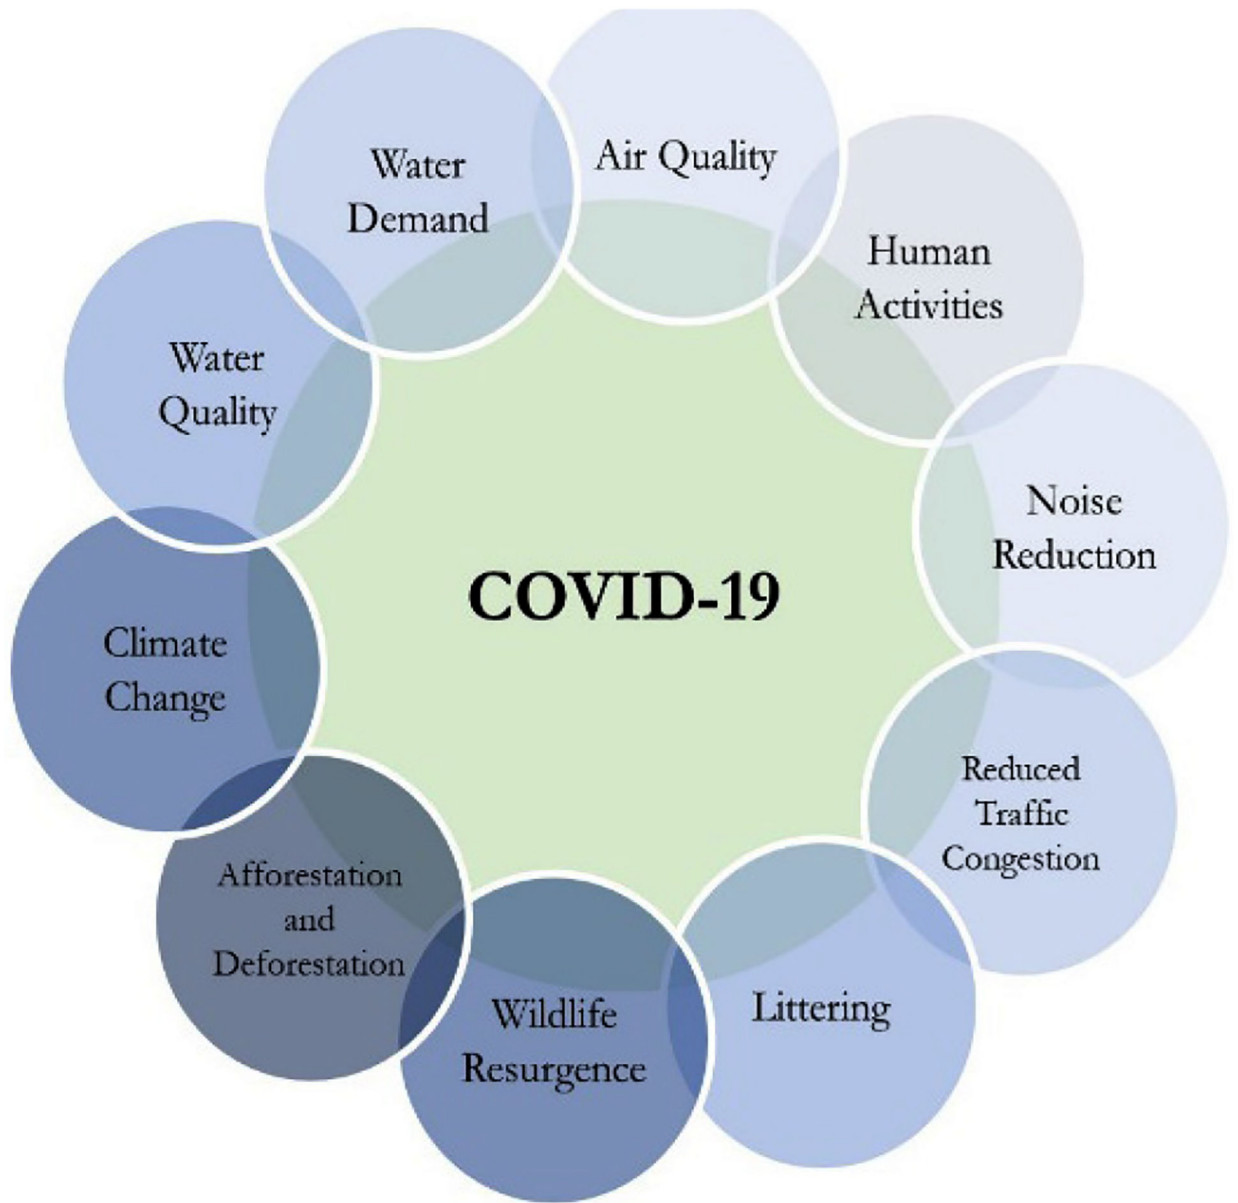 Air Quality
Human
Activities
Noise
Reduction
Reduced
Traffic
Congestion
Littering
Wildlife
Resurgence
Afforestation
and
Deforestation
Climate
Change
Water
Quality
Water
Demand
COVID-19